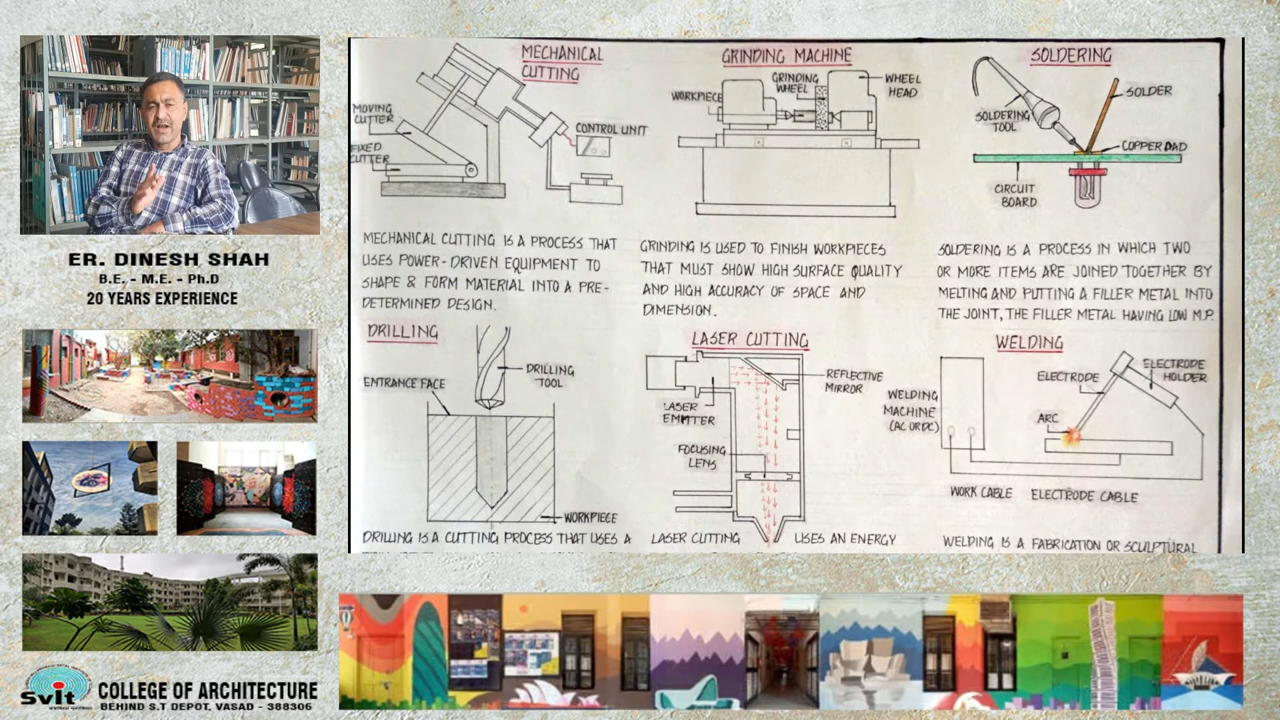 ER. DINESH SHAH
B.E. - M.E. - Ph.D
20 YEARS EXPERIENCE
svit
COLLEGE OF ARCHITECTURE
BEHIND S.T DEPOT, VASAD - 388306
MECHANICAL
CUTTING
MOVING
CUTTER
FIXED
CUTTER
CONTROL UNIT
MECHANICAL CUTTING IS A PROCESS THAT
USES POWER-DRIVEN EQUIPMENT TO
SHAPE & FORM MATERIAL INTO A PRE-
DETERMINED DESIGN.
GRINDING MACHINE
GRINDING
WHEEL
WHEEL
HEAD
WORKPIECE
GRINDING IS USED TO FINISH WORKPIECES
THAT MUST SHOW HIGH SURFACE QUALITY
AND HIGH ACCURACY OF SPACE AND
DIMENSION.
SOLDERING
SOLDER
SOLDERING
TOOL
COPPER PAD
CIRCUIT
BOARD
SOLDERING IS A PROCESS IN WHICH TWO
OR MORE ITEMS ARE JOINED TOGETHER BY
MELTING AND PUTTING A FILLER METAL INTO
THE JOINT, THE FILLER METAL HAVING LOW M.P.
DRILLING
ENTRANCE FACE
DRILLING
TOOL
WORKPIECE
DRILLING IS A CUTTING PROCESS THAT USES A
LASER CUTTING
REFLECTIVE
MIRROR
LASER
EMITTER
FOCUSING
LENS
LASER CUTTING USES AN ENERGY
WELDING
ELECTRODE
HOLDER
ELECTRODE
WELDING
MACHINE
(AC OR DC)
ARC
WORK CABLE ELECTRODE CABLE
WELDING IS A FABRICATION OR SCULPTURAL